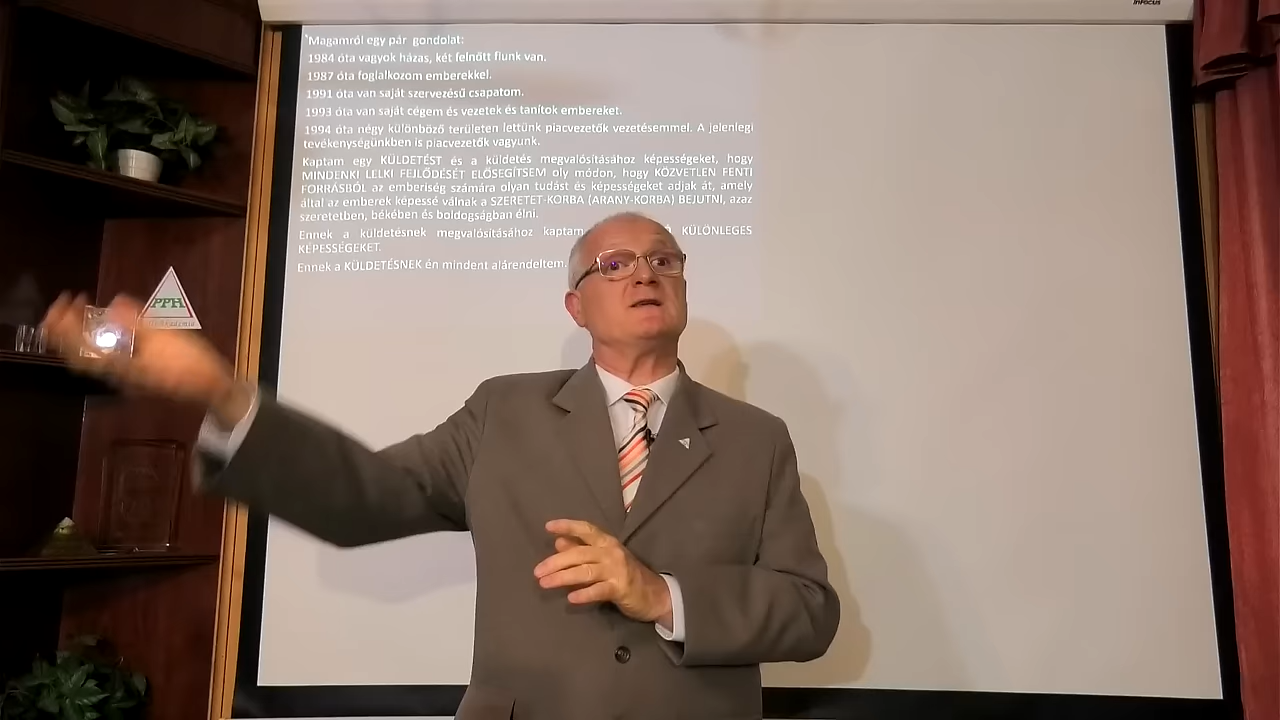 InFocus
*Magamról egy pár gondolat:
1984 óta vagyok házas, két felnőtt fiunk van.
1987 óta foglalkozom emberekkel.
1991 óta van saját szervezésű csapatom.
1993 óta van saját cégem és vezetek és tanítok embereket.
1994 óta négy különböző területen lettünk piacvezetők vezetésemmel. A jelenlegi
tevékenységünkben is piacvezetők vagyunk.
Kaptam egy KÜLDETÉST és a küldetés megvalósításához képességeket, hogy
MINDENKI LELKI FEJLŐDÉSÉT ELŐSEGÍTSEM oly módon, hogy KÖZVETLEN FENTI
FORRÁSBÓL az emberiség számára olyan tudást és képességeket adjak át, amely
által az emberek képessé válnak a SZERETET-KORBA (ARANY-KORBA) BEJUTNI, azaz
szeretetben, békében és boldogságban élni.
Ennek a küldetésnek megvalósításához kaptam KÜLÖNLEGES
KÉPESSÉGEKET.
Ennek a KÜLDETÉSNEK én mindent alárendeltem.
PPH